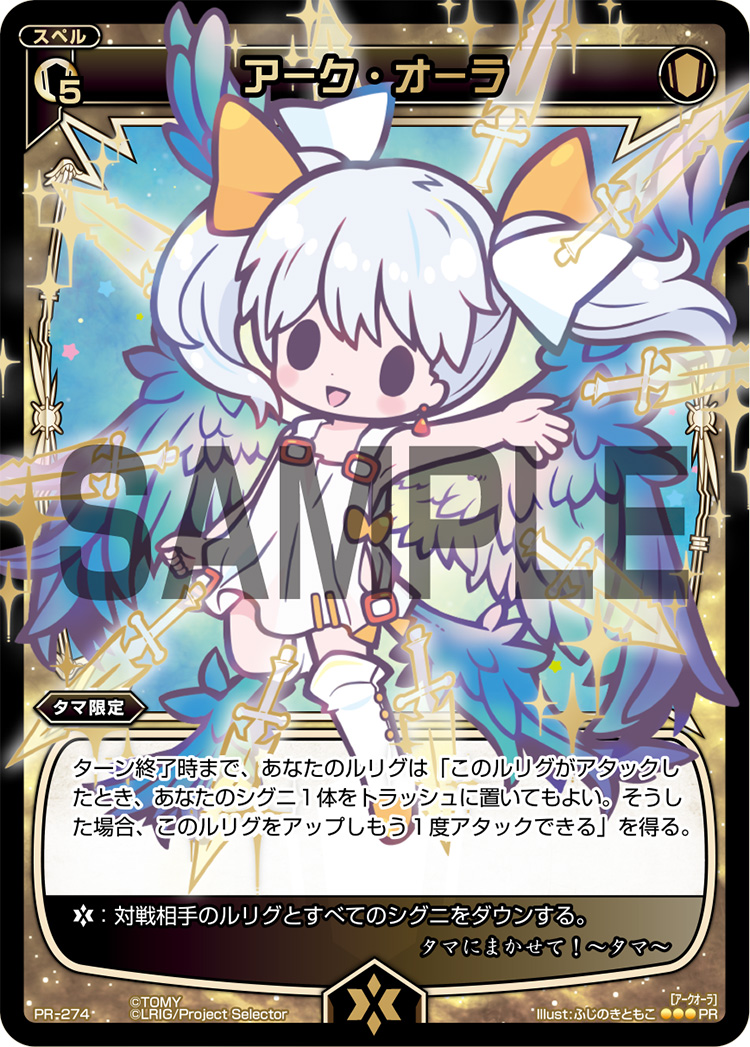 スペル
5
アーク・オーラ
SAMPLE
タマ限定
ターン終了時まで、あなたのルリグは「このルリグがアタックし
たとき、あなたのシグニ1体をトラッシュに置いてもよい。そうし
た場合、このルリグをアップしもう1度アタックできる」を得る。
:対戦相手のルリグとすべてのシグニをダウンする。
タマにまかせて!~タマ~
PR-274
©TOMY
©LRIG/Project Selector
[アークオーラ]
Illust:ふじのきともこ PR